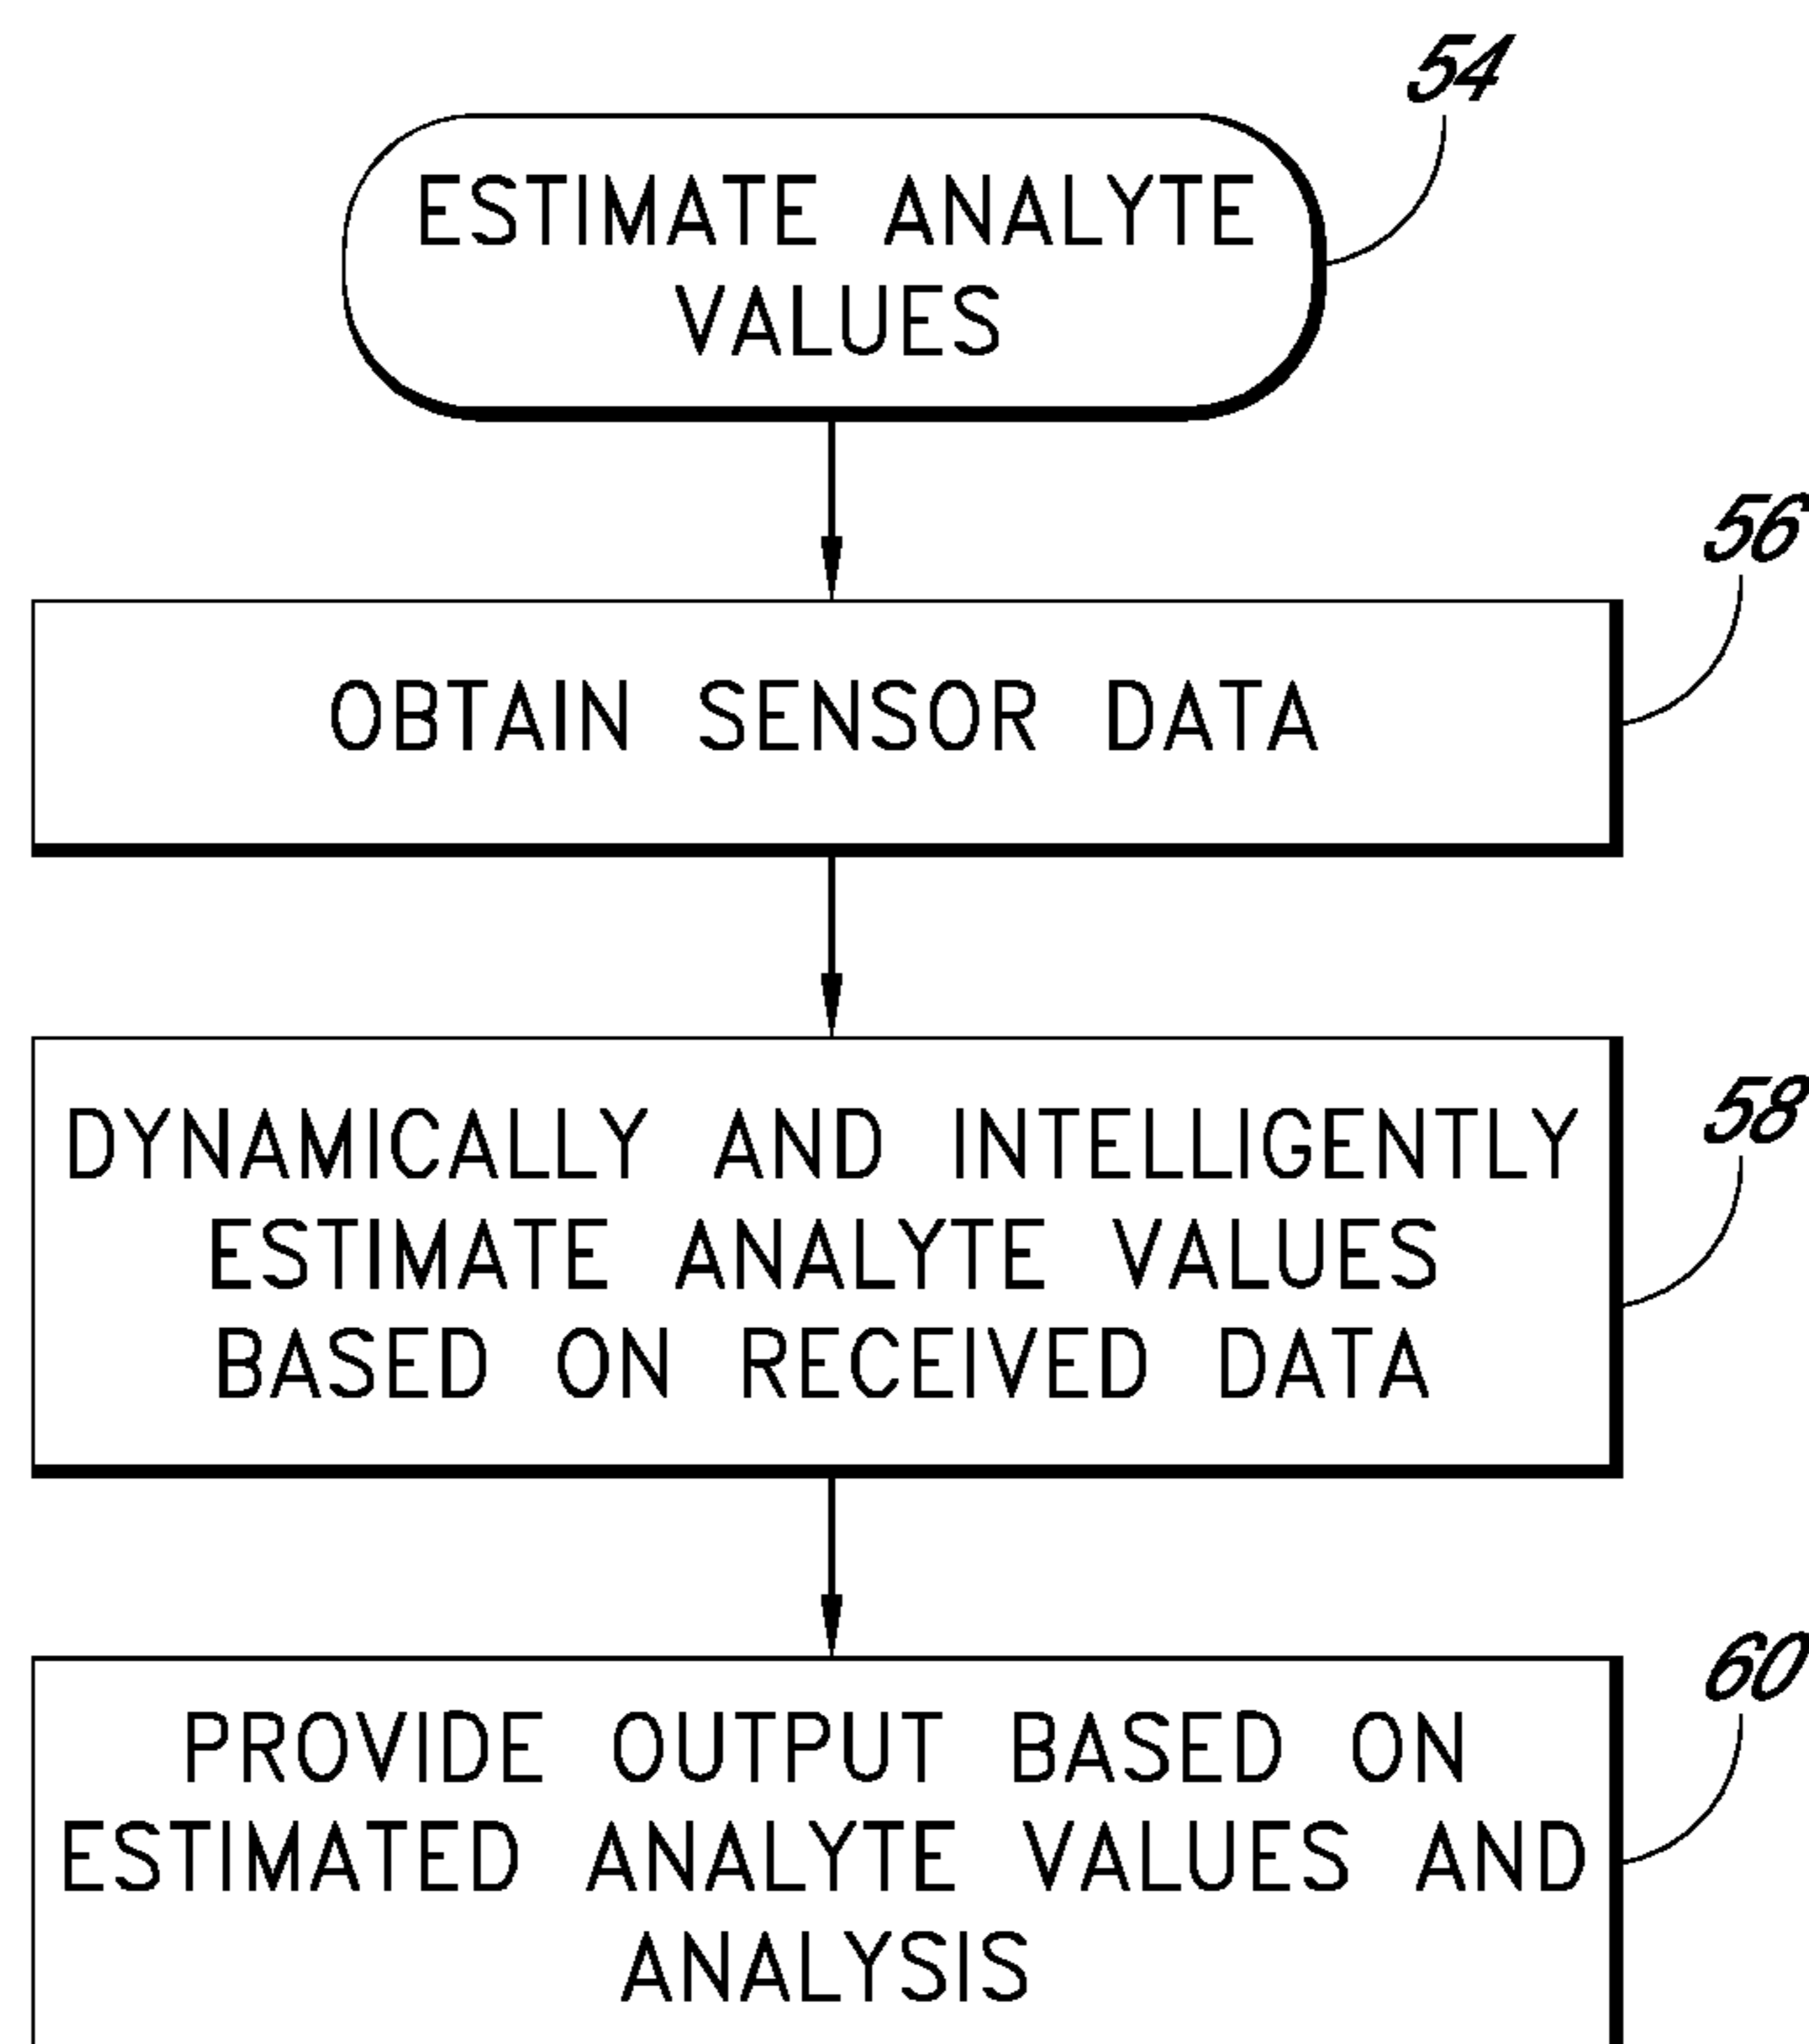 54
ESTIMATE ANALYTE
VALUES
56
OBTAIN SENSOR DATA
58
DYNAMICALLY AND INTELLIGENTLY
ESTIMATE ANALYTE VALUES
BASED ON RECEIVED DATA
60
PROVIDE OUTPUT BASED ON
ESTIMATED ANALYTE VALUES AND
ANALYSIS